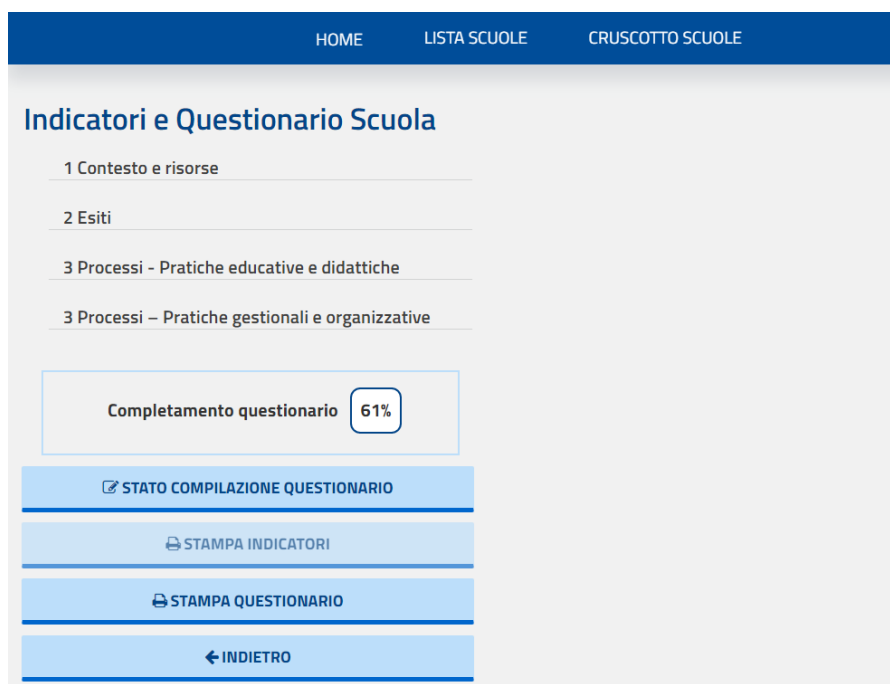 HOME LISTA SCUOLE CRUSCOTTO SCUOLE
Indicatori e Questionario Scuola
1 Contesto e risorse
2 Esiti
3 Processi - Pratiche educative e didattiche
3 Processi – Pratiche gestionali e organizzative
Completamento questionario 61%
STATO COMPILAZIONE QUESTIONARIO
STAMPA INDICATORI
STAMPA QUESTIONARIO
INDIETRO